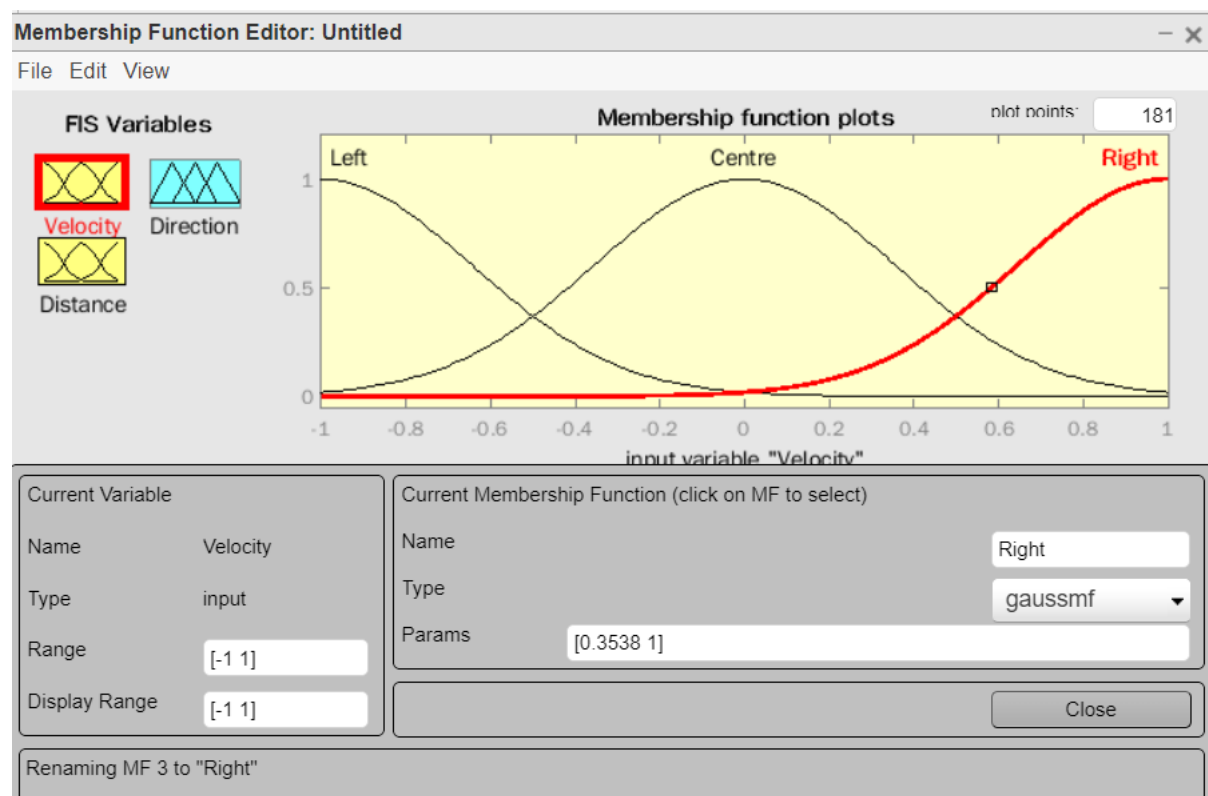 Membership Function Editor: Untitled
File Edit View
FIS Variables
Membership function plots
plot points:
181
Velocity
Direction
Distance
Left
Centre
Right
1
0.5
0
-1 -0.8 -0.6 -0.4 -0.2 0 0.2 0.4 0.6 0.8 1
input variable "Velocity"
Current Variable
Name Velocity
Type input
Range [-1 1]
Display Range [-1 1]
Current Membership Function (click on MF to select)
Name Right
Type gaussmf
Params [0.3538 1]
Close
Renaming MF 3 to "Right"